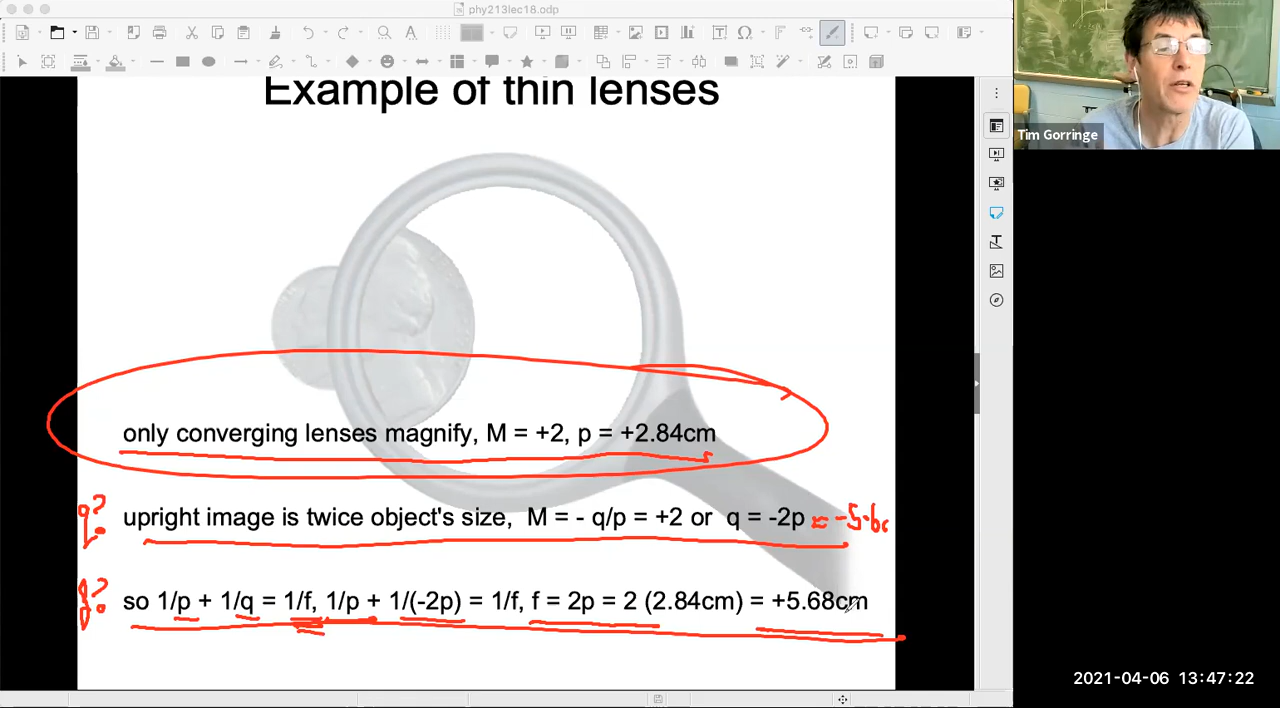 phy213lec18.odp
Example of thin lenses
Tim Gorringe
only converging lenses magnify, M = +2, p = +2.84cm
q?
upright image is twice object's size, M = - q/p = +2 or q = -2p
so 1/p + 1/q = 1/f, 1/p + 1/(-2p) = 1/f, f = 2p = 2 (2.84cm) = +5.68cm
2021-04-06 13:47:22